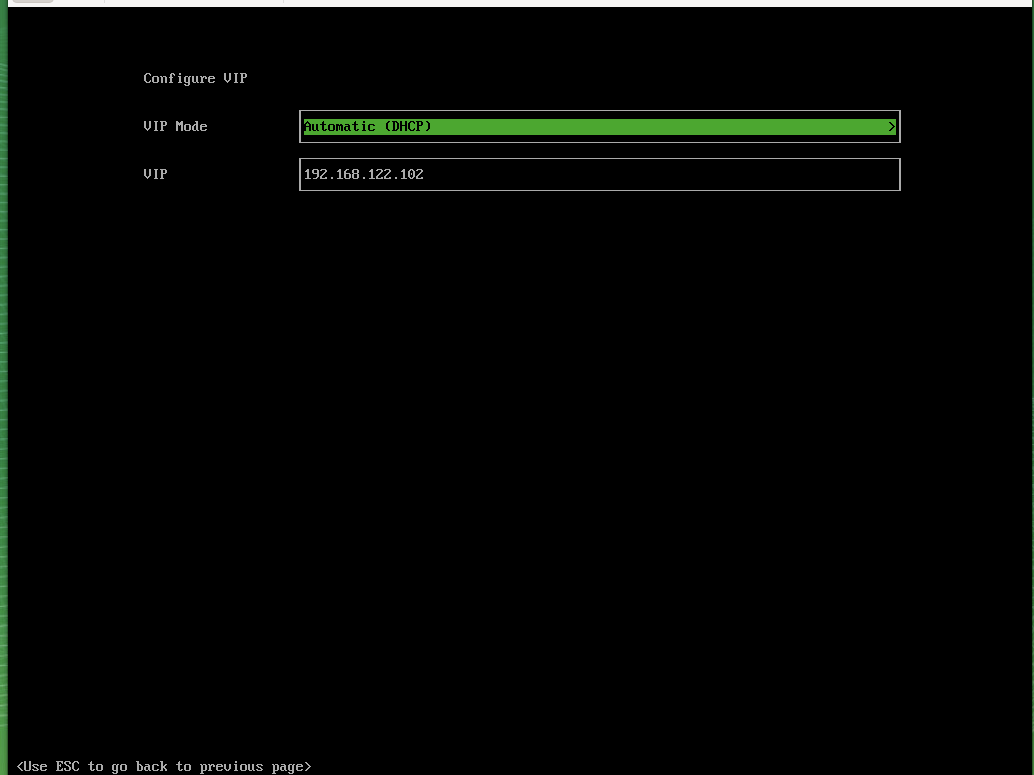 Configure VIP
VIP Mode Automatic (DHCP) >
VIP 192.168.122.102
<Use ESC to go back to previous page>